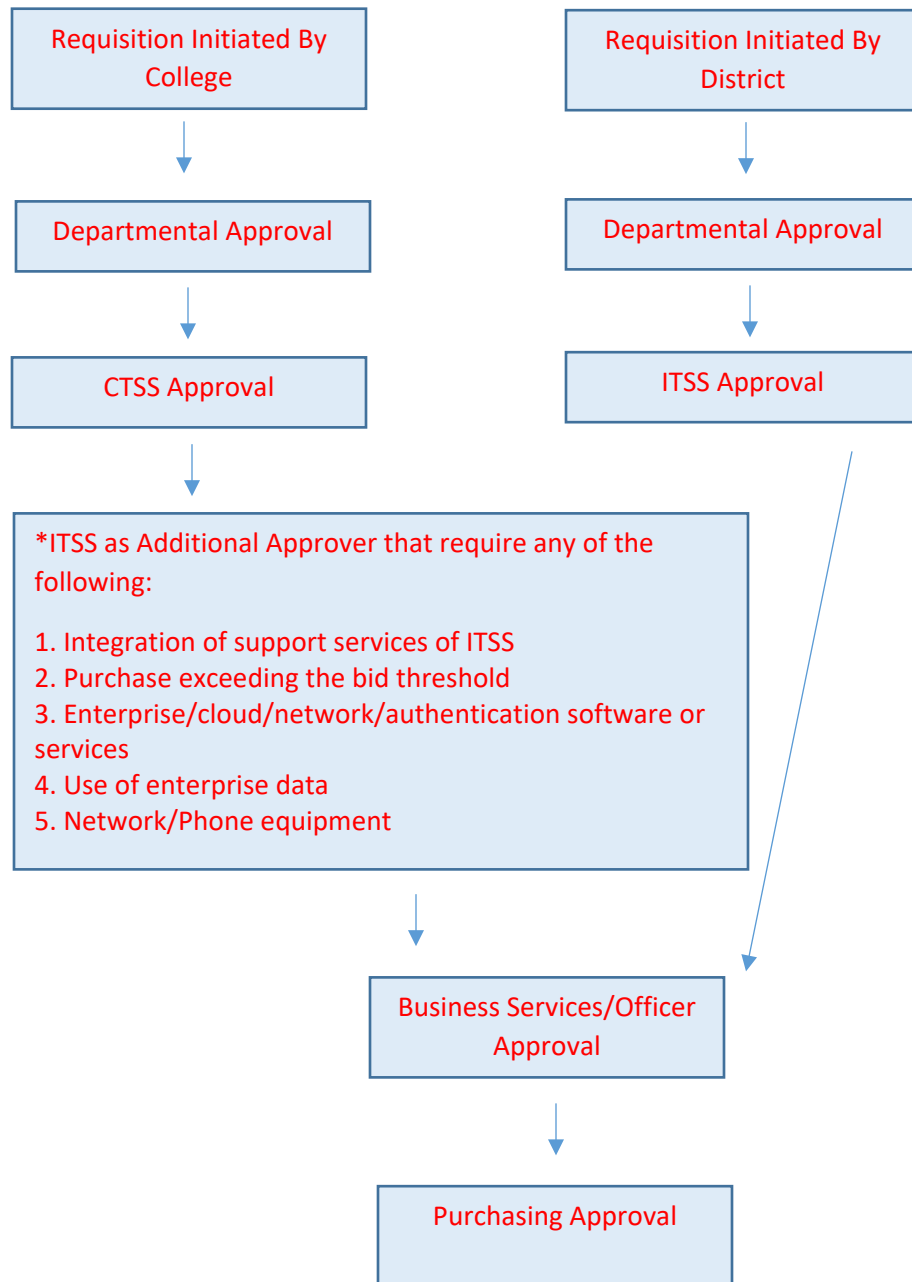 Requisition Initiated By
College
Requisition Initiated By
District
Departmental Approval
Departmental Approval
CTSS Approval
ITSS Approval
*ITSS as Additional Approver that require any of the
following:
1. Integration of support services of ITSS
2. Purchase exceeding the bid threshold
3. Enterprise/cloud/network/authentication software or
services
4. Use of enterprise data
5. Network/Phone equipment
Business Services/Officer
Approval
Purchasing Approval